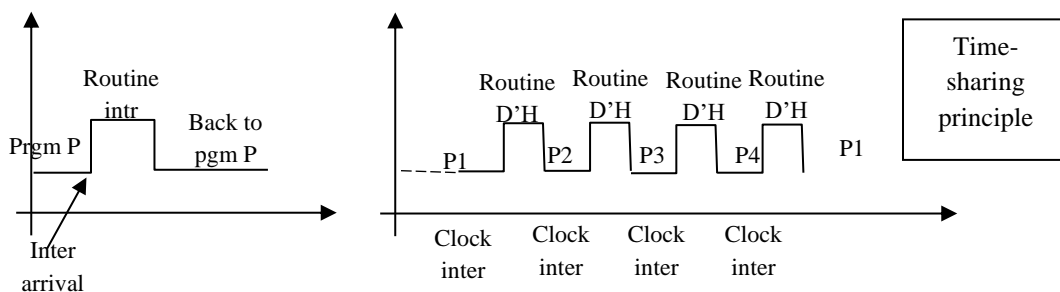 Routine
intr
Prgm P
Back to
pgm P
Inter
arrival
Routine
D’H
Routine
D’H
Routine
D’H
Routine
D’H
P1
P2
P3
P4
P1
Clock
inter
Clock
inter
Clock
inter
Clock
inter
Time-
sharing
principle